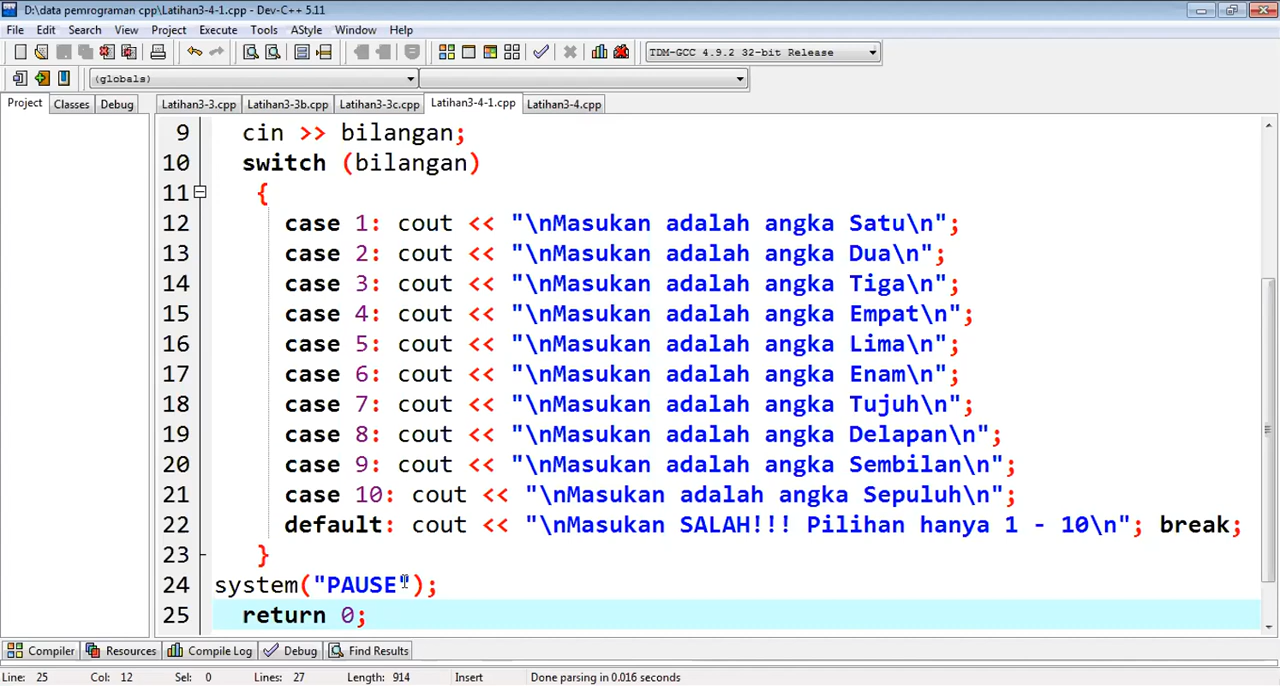 D:\data pemrograman cpp\Latihan3-4-1.cpp - Dev-C++ 5.11
File Edit Search View Project Execute Tools AStyle Window Help
TDM-GCC 4.9.2 32-bit Release
(globals)
Project Classes Debug Latihan3-3.cpp Latihan3-3b.cpp Latihan3-3c.cpp Latihan3-4-1.cpp Latihan3-4.cpp
9 cin >> bilangan;
10 switch (bilangan)
11 {
12 case 1: cout << "\nMasukan adalah angka Satu\n";
13 case 2: cout << "\nMasukan adalah angka Dua\n";
14 case 3: cout << "\nMasukan adalah angka Tiga\n";
15 case 4: cout << "\nMasukan adalah angka Empat\n";
16 case 5: cout << "\nMasukan adalah angka Lima\n";
17 case 6: cout << "\nMasukan adalah angka Enam\n";
18 case 7: cout << "\nMasukan adalah angka Tujuh\n";
19 case 8: cout << "\nMasukan adalah angka Delapan\n";
20 case 9: cout << "\nMasukan adalah angka Sembilan\n";
21 case 10: cout << "\nMasukan adalah angka Sepuluh\n";
22 default: cout << "\nMasukan SALAH!!! Pilihan hanya 1 - 10\n"; break;
23 }
24 system("PAUSE");
25 return 0;
Compiler Resources Compile Log Debug Find Results
Line: 25 Col: 12 Sel: 0 Lines: 27 Length: 914 Insert Done parsing in 0.016 seconds